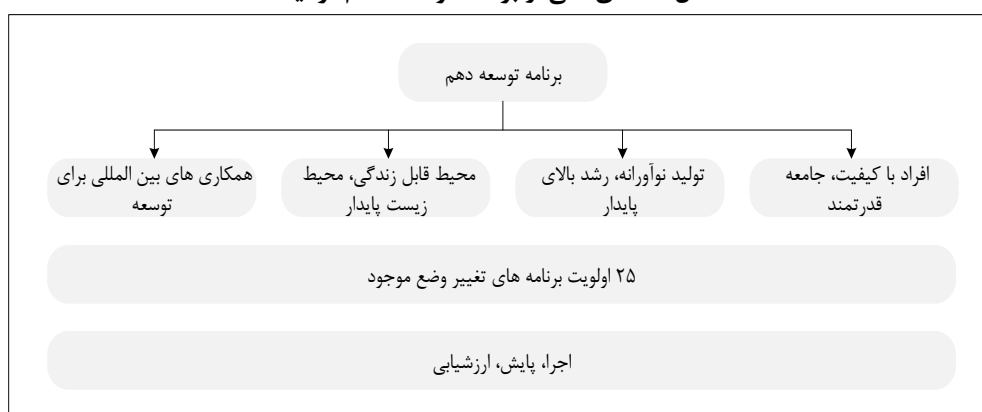 برنامه توسعه دهم
افراد با کیفیت، جامعه
قدرتمند
تولید نوآورانه، رشد بالای
پایدار
محیط قابل زندگی، محیط
زیست پایدار
همکاری های بین المللی برای
توسعه
۲۵ اولویت برنامه های تغییر وضع موجود
اجرا، پایش، ارزشیابی